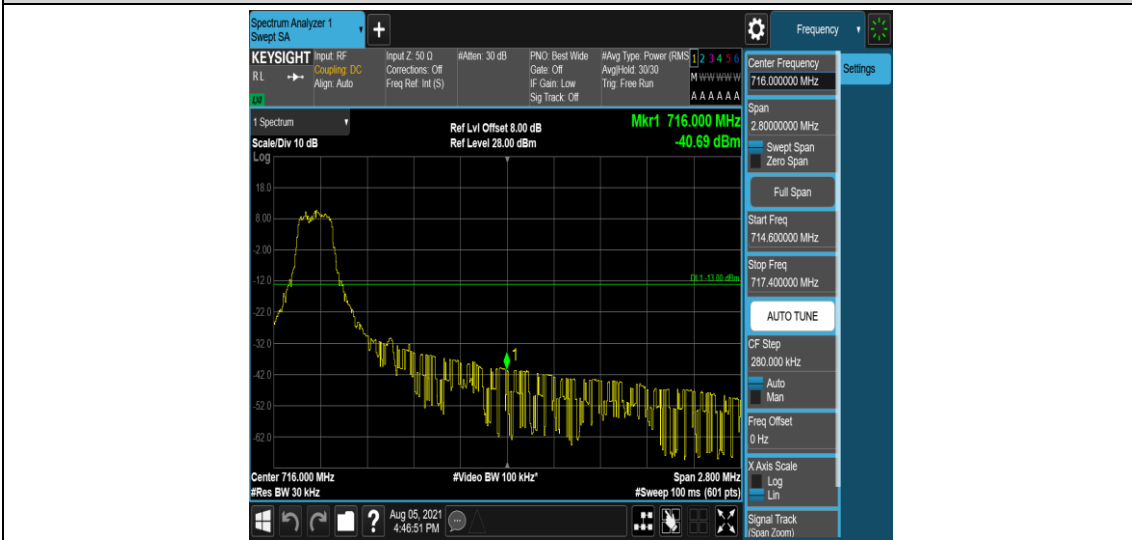 Spectrum Analyzer 1
Swept SA
Frequency
KEYSIGHT
RL
LXI
Input: RF
Coupling: DC
Align: Auto
Input Z: 50 Ω
Corrections: Off
Freq Ref: Int (S)
#Atten: 30 dB
PNO: Best Wide
Gate: Off
IF Gain: Low
Sig Track: Off
#Avg Type: Power (RMS
Avg|Hold: 30/30
Trig: Free Run
1 2 3 4 5 6
M W W W W W
A A A A A A
1 Spectrum
Scale/Div 10 dB
Log
Ref Lvl Offset 8.00 dB
Ref Level 28.00 dBm
Mkr1 716.000 MHz
-40.69 dBm
18.0
8.00
-2.00
-12.0
-22.0
-32.0
-42.0
-52.0
-62.0
DL1 -13.00 dBm
1
Center 716.000 MHz
#Res BW 30 kHz
#Video BW 100 kHz*
Span 2.800 MHz
#Sweep 100 ms (601 pts)
Aug 05, 2021
4:46:51 PM
?
Center Frequency
716.000000 MHz
Settings
Span
2.80000000 MHz
Swept Span
Zero Span
Full Span
Start Freq
714.600000 MHz
Stop Freq
717.400000 MHz
AUTO TUNE
CF Step
280.000 kHz
Auto
Man
Freq Offset
0 Hz
X Axis Scale
Log
Lin
Signal Track
(Span Zoom)